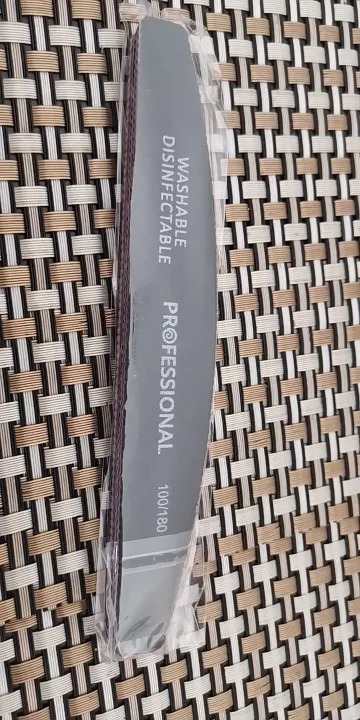 WASHABLE
DISINFECTABLE
PROFESSIONAL
100/180